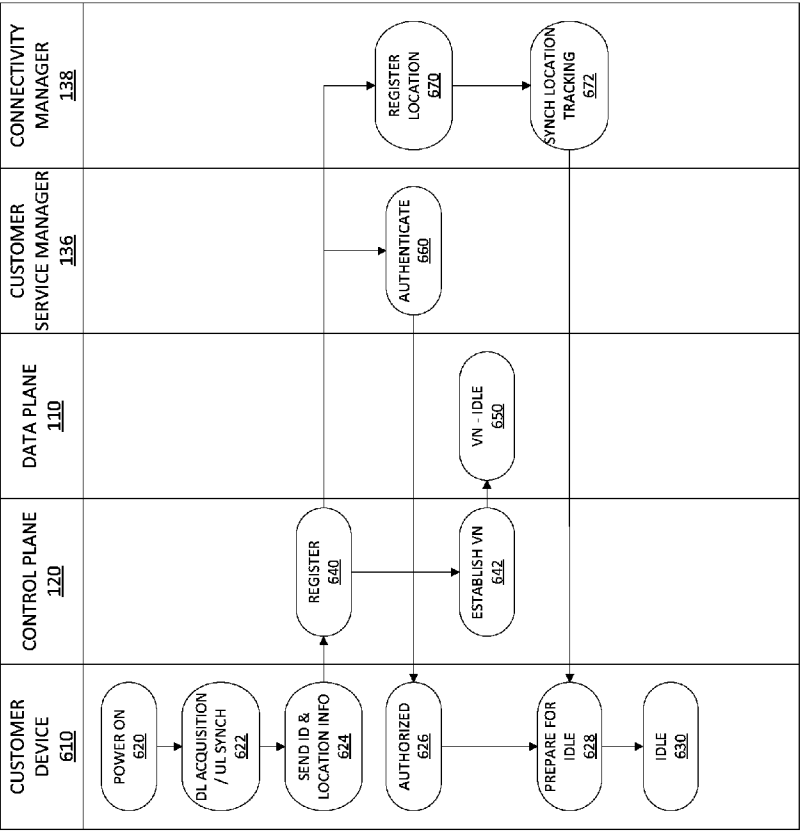 CONNECTIVITY
MANAGER
138
REGISTER
LOCATION
670
SYNCH LOCATION
TRACKING
672
CUSTOMER
SERVICE MANAGER
136
AUTHENTICATE
660
DATA PLANE
110
VN - IDLE
650
CONTROL PLANE
120
REGISTER
640
ESTABLISH VN
642
CUSTOMER
DEVICE
610
POWER ON
620
DL ACQUISITION
/ UL SYNCH
622
SEND ID &
LOCATION INFO
624
AUTHORIZED
626
PREPARE FOR
IDLE
628
IDLE
630